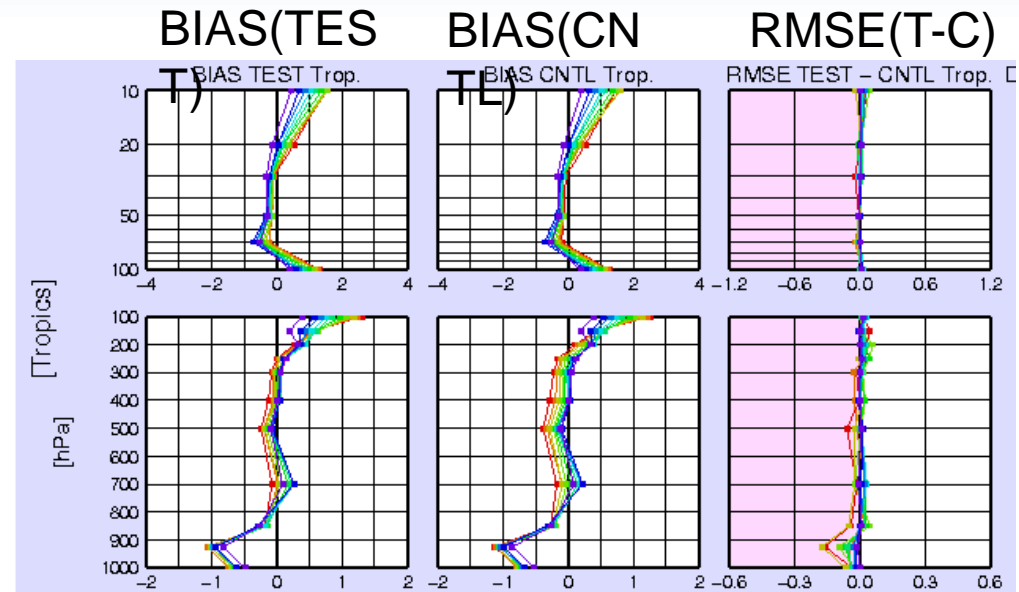 BIAS(TES
T)
BIAS(CN
TL)
RMSE(T-C)
BIAS TEST Trop.
BIAS CNTL Trop.
RMSE TEST – CNTL Trop.
10
20
50
100
−4 −2 0 2 4
−4 −2 0 2 4
−1.2 −0.6 0.0 0.6 1.2
[Tropics]
[hPa]
100
200
300
400
500
600
700
800
900
1000
−2 −1 0 1 2
−2 −1 0 1 2
−0.6 −0.3 0.0 0.3 0.6